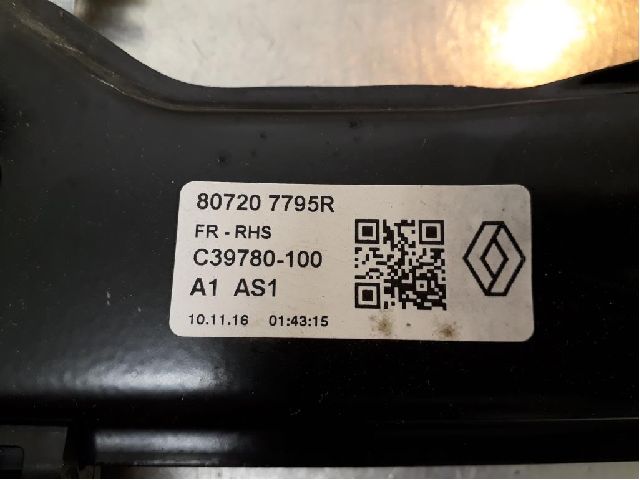 80720 7795R
FR - RHS
C39780-100
A1 AS1
10.11.16 01:43:15